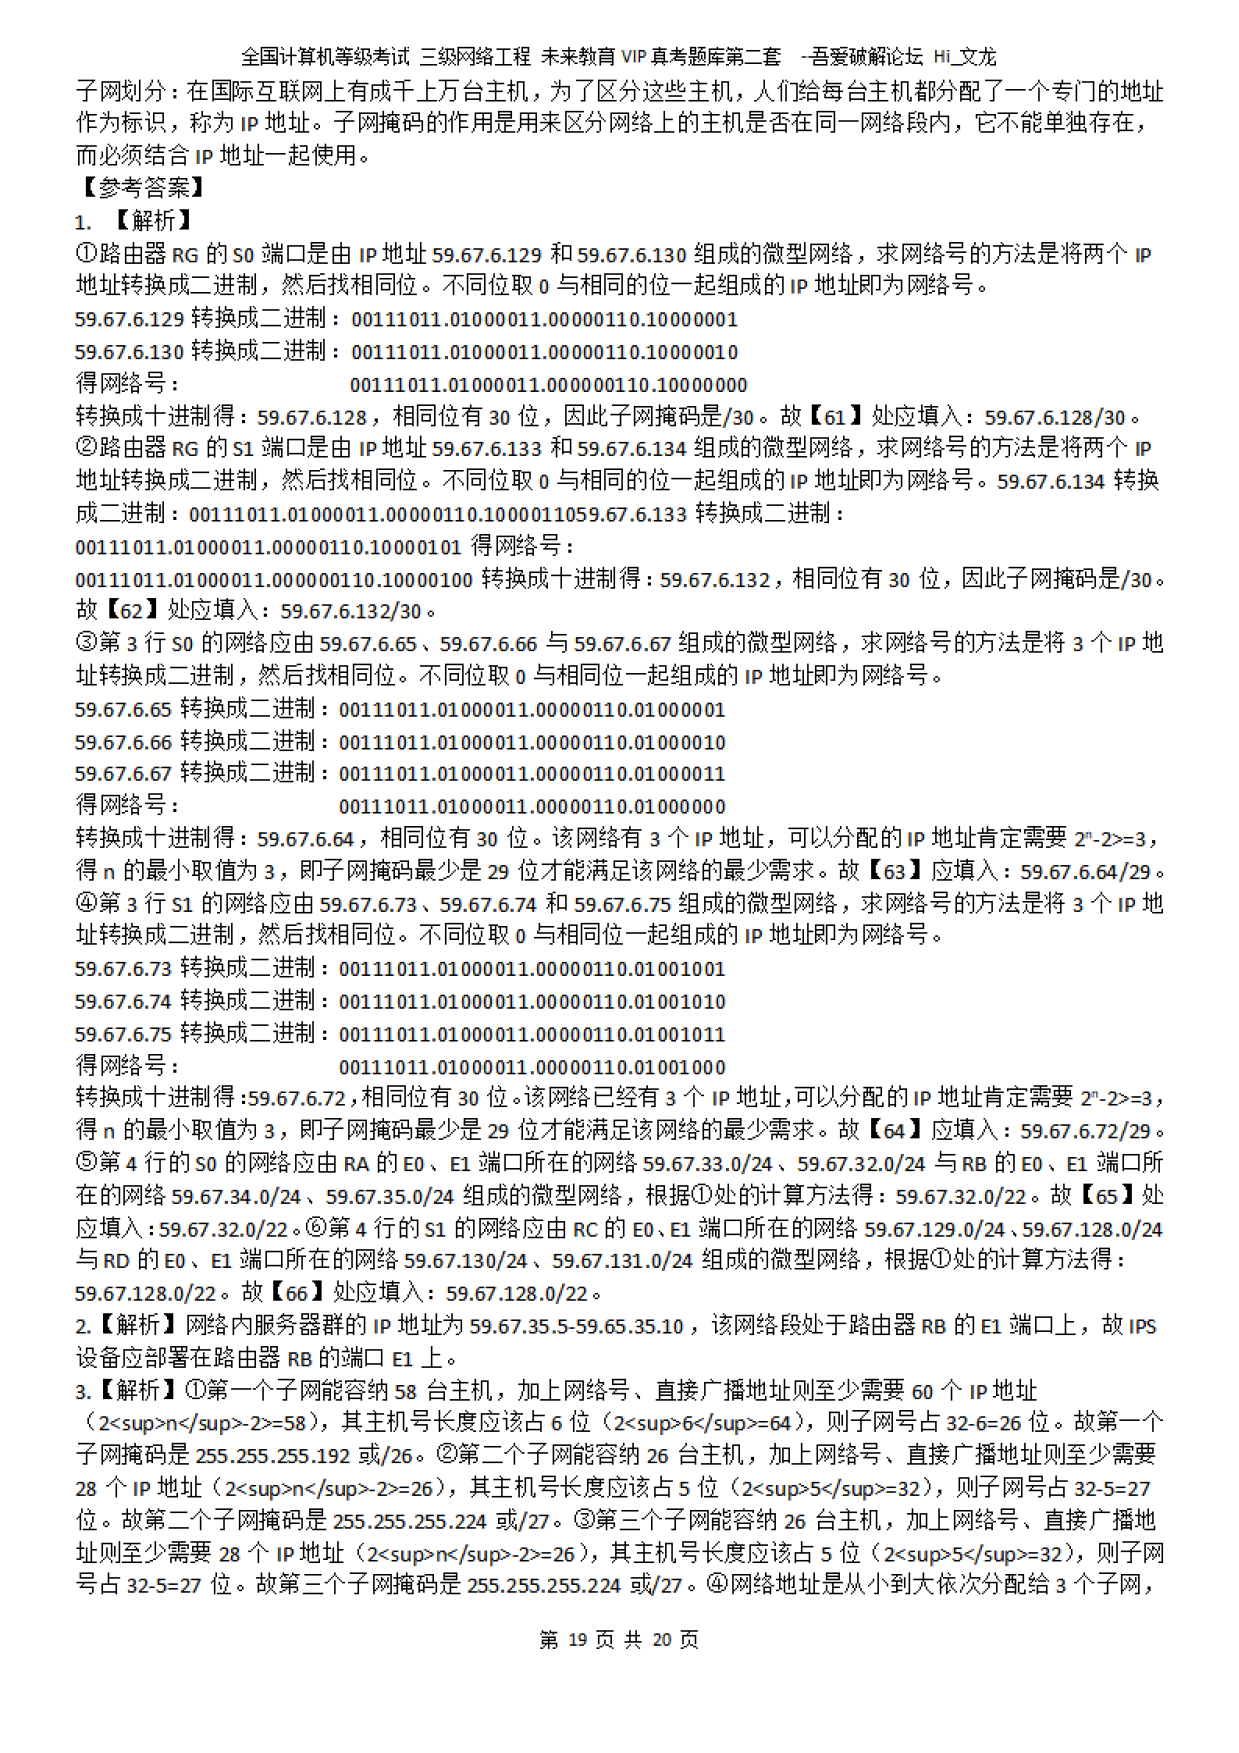 全国计算机等级考试 三级网络工程 未来教育 VIP 真考题库第二套 --吾爱破解论坛 Hi_文龙
子网划分：在国际互联网上有成千上万台主机，为了区分这些主机，人们给每台主机都分配了一个专门的地址
作为标识，称为 IP 地址。子网掩码的作用是用来区分网络上的主机是否在同一网络段内，它不能单独存在，
而必须结合 IP 地址一起使用。
【参考答案】
1. 【解析】
①路由器 RG 的 S0 端口是由 IP 地址 59.67.6.129 和 59.67.6.130 组成的微型网络，求网络号的方法是将两个 IP
地址转换成二进制，然后找相同位。不同位取 0 与相同的位一起组成的 IP 地址即为网络号。
59.67.6.129 转换成二进制：00111011.01000011.00000110.10000001
59.67.6.130 转换成二进制：00111011.01000011.00000110.10000010
得网络号： 00111011.01000011.000000110.10000000
转换成十进制得：59.67.6.128，相同位有 30 位，因此子网掩码是/30。故【61】处应填入：59.67.6.128/30。
②路由器 RG 的 S1 端口是由 IP 地址 59.67.6.133 和 59.67.6.134 组成的微型网络，求网络号的方法是将两个 IP
地址转换成二进制，然后找相同位。不同位取 0 与相同的位一起组成的 IP 地址即为网络号。59.67.6.134 转换
成二进制：00111011.01000011.00000110.1000011059.67.6.133 转换成二进制：
00111011.01000011.00000110.10000101 得网络号：
00111011.01000011.000000110.10000100 转换成十进制得：59.67.6.132，相同位有 30 位，因此子网掩码是/30。
故【62】处应填入：59.67.6.132/30。
③第 3 行 S0 的网络应由 59.67.6.65、59.67.6.66 与 59.67.6.67 组成的微型网络，求网络号的方法是将 3 个 IP 地
址转换成二进制，然后找相同位。不同位取 0 与相同位一起组成的 IP 地址即为网络号。
59.67.6.65 转换成二进制：00111011.01000011.00000110.01000001
59.67.6.66 转换成二进制：00111011.01000011.00000110.01000010
59.67.6.67 转换成二进制：00111011.01000011.00000110.01000011
得网络号： 00111011.01000011.00000110.01000000
转换成十进制得：59.67.6.64，相同位有 30 位。该网络有 3 个 IP 地址，可以分配的 IP 地址肯定需要 2ⁿ-2>=3，
得 n 的最小取值为 3，即子网掩码最少是 29 位才能满足该网络的最少需求。故【63】应填入：59.67.6.64/29。
④第 3 行 S1 的网络应由 59.67.6.73、59.67.6.74 和 59.67.6.75 组成的微型网络，求网络号的方法是将 3 个 IP 地
址转换成二进制，然后找相同位。不同位取 0 与相同位一起组成的 IP 地址即为网络号。
59.67.6.73 转换成二进制：00111011.01000011.00000110.01001001
59.67.6.74 转换成二进制：00111011.01000011.00000110.01001010
59.67.6.75 转换成二进制：00111011.01000011.00000110.01001011
得网络号： 00111011.01000011.00000110.01001000
转换成十进制得：59.67.6.72，相同位有 30 位。该网络已经有 3 个 IP 地址，可以分配的 IP 地址肯定需要 2ⁿ-2>=3，
得 n 的最小取值为 3，即子网掩码最少是 29 位才能满足该网络的最少需求。故【64】应填入：59.67.6.72/29。
⑤第 4 行的 S0 的网络应由 RA 的 E0、E1 端口所在的网络 59.67.33.0/24、59.67.32.0/24 与 RB 的 E0、E1 端口所
在的网络 59.67.34.0/24、59.67.35.0/24 组成的微型网络，根据①处的计算方法得：59.67.32.0/22。故【65】处
应填入：59.67.32.0/22。⑥第 4 行的 S1 的网络应由 RC 的 E0、E1 端口所在的网络 59.67.129.0/24、59.67.128.0/24
与 RD 的 E0、E1 端口所在的网络 59.67.130/24、59.67.131.0/24 组成的微型网络，根据①处的计算方法得：
59.67.128.0/22。故【66】处应填入：59.67.128.0/22。
2.【解析】网络内服务器群的 IP 地址为 59.67.35.5-59.65.35.10，该网络段处于路由器 RB 的 E1 端口上，故 IPS
设备应部署在路由器 RB 的端口 E1 上。
3.【解析】①第一个子网能容纳 58 台主机，加上网络号、直接广播地址则至少需要 60 个 IP 地址
（2<sup>n</sup>-2>=58），其主机号长度应该占 6 位（2<sup>6</sup>=64），则子网号占 32-6=26 位。故第一个
子网掩码是 255.255.255.192 或/26。②第二个子网能容纳 26 台主机，加上网络号、直接广播地址则至少需要
28 个 IP 地址（2<sup>n</sup>-2>=26），其主机号长度应该占 5 位（2<sup>5</sup>=32），则子网号占 32-5=27
位。故第二个子网掩码是 255.255.255.224 或/27。③第三个子网能容纳 26 台主机，加上网络号、直接广播地
址则至少需要 28 个 IP 地址（2<sup>n</sup>-2>=26），其主机号长度应该占 5 位（2<sup>5</sup>=32），则子网
号占 32-5=27 位。故第三个子网掩码是 255.255.255.224 或/27。④网络地址是从小到大依次分配给 3 个子网，
第 19 页 共 20 页